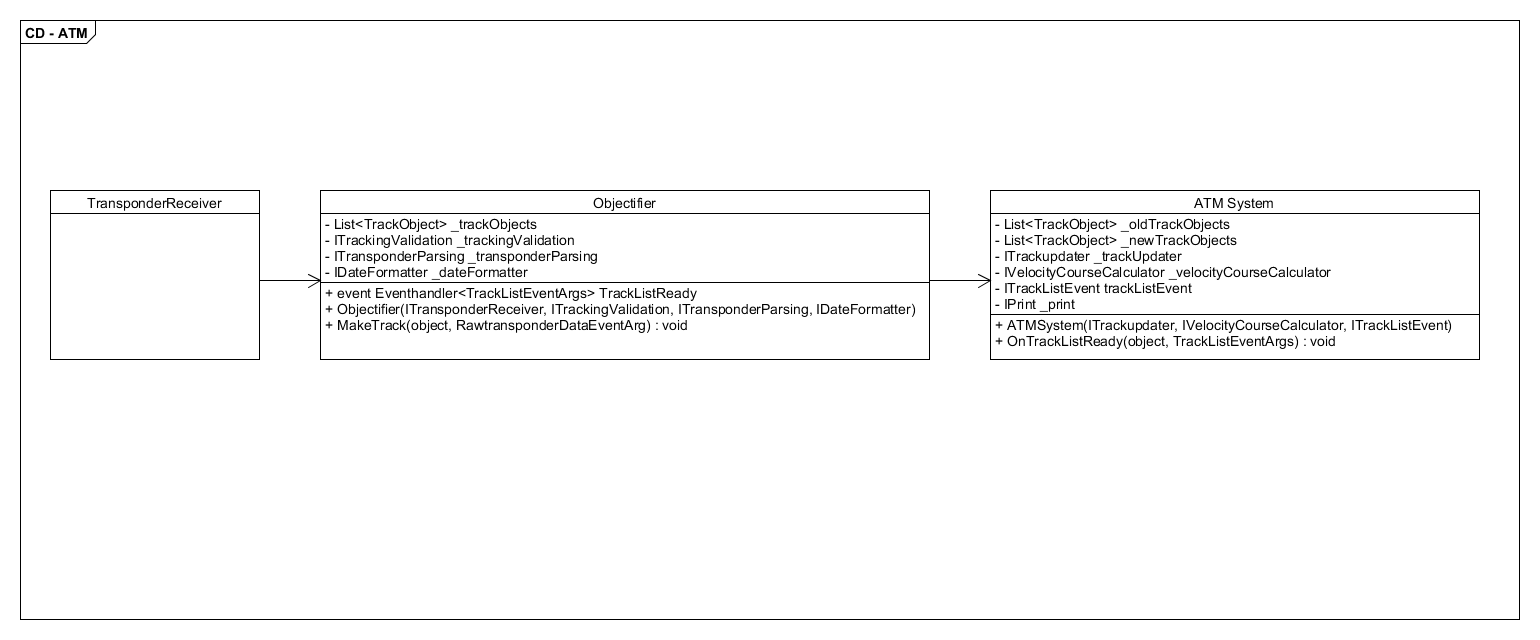 CD - ATM
TransponderReceiver
Objectifier
- List<TrackObject> _trackObjects
- ITrackingValidation _trackingValidation
- ITransponderParsing _transponderParsing
- IDateFormatter _dateFormatter
+ event Eventhandler<TrackListEventArgs> TrackListReady
+ Objectifier(ITransponderReceiver, ITrackingValidation, ITransponderParsing, IDateFormatter)
+ MakeTrack(object, RawtransponderDataEventArg) : void
ATM System
- List<TrackObject> _oldTrackObjects
- List<TrackObject> _newTrackObjects
- ITrackupdater _trackUpdater
- IVelocityCourseCalculator _velocityCourseCalculator
- ITrackListEvent trackListEvent
- IPrint _print
+ ATMSystem(ITrackupdater, IVelocityCourseCalculator, ITrackListEvent)
+ OnTrackListReady(object, TrackListEventArgs) : void